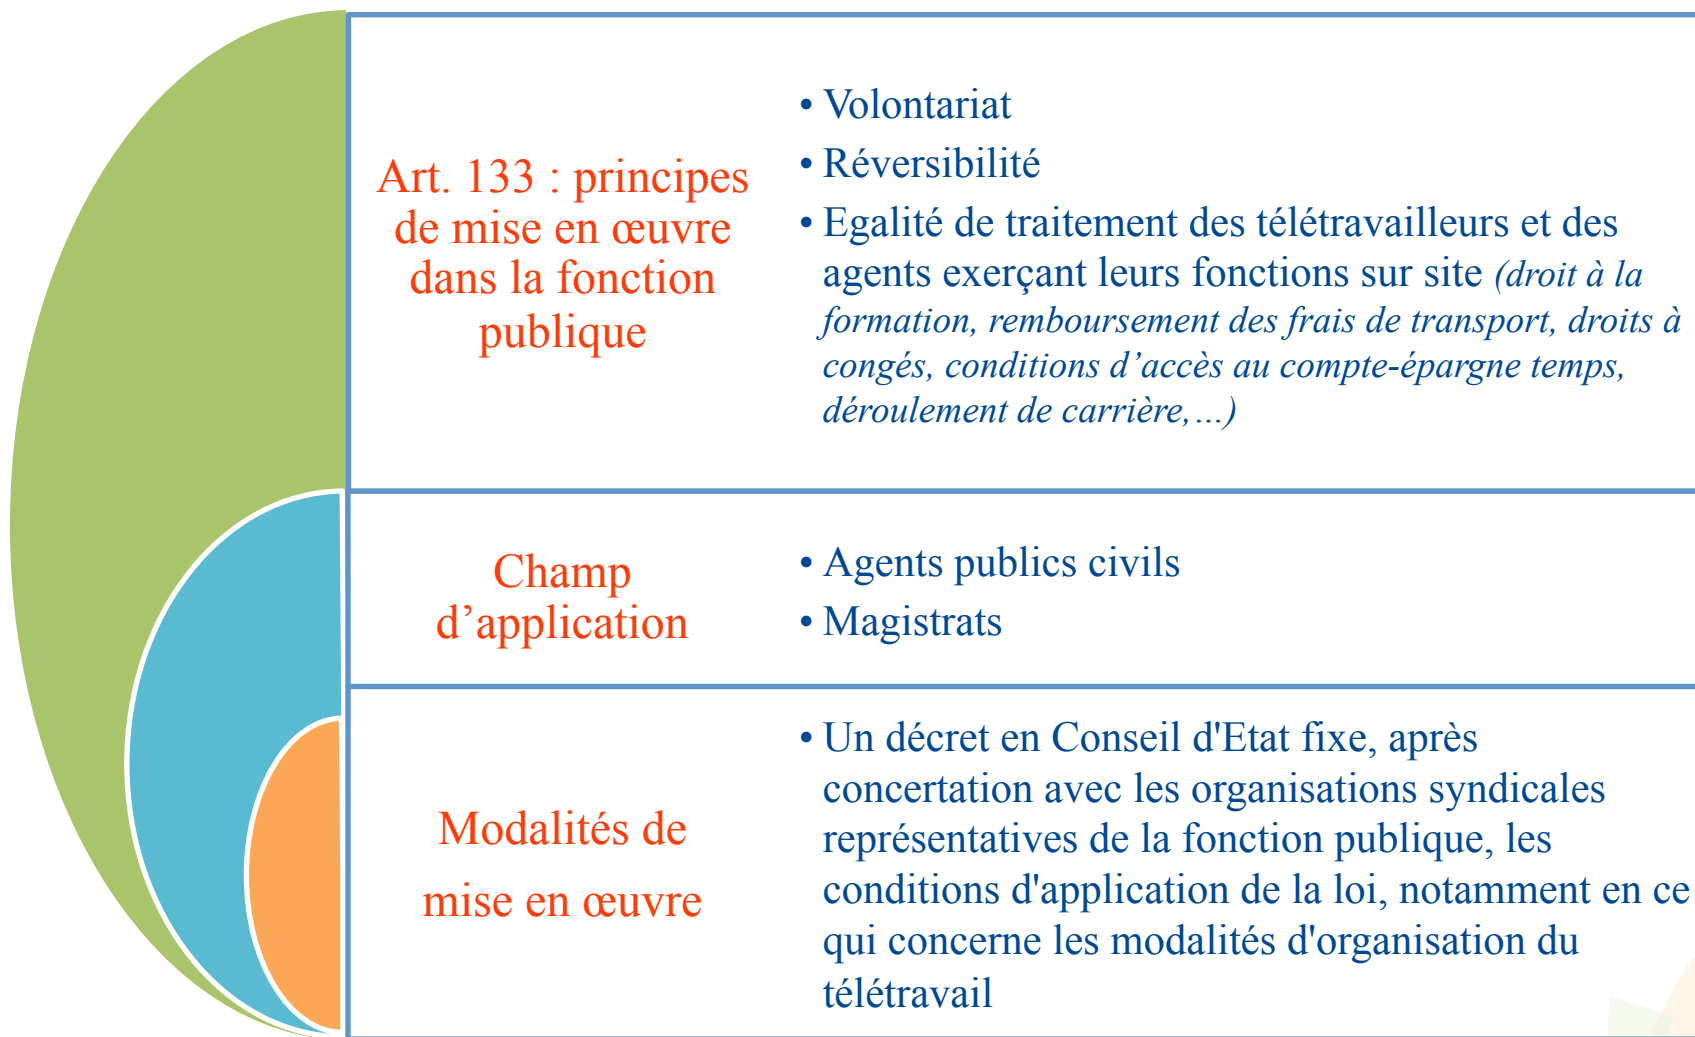 Art. 133 : principes
de mise en œuvre
dans la fonction
publique
• Volontariat
• Réversibilité
• Egalité de traitement des télétravailleurs et des
agents exerçant leurs fonctions sur site (droit à la
formation, remboursement des frais de transport, droits à
congés, conditions d’accès au compte-épargne temps,
déroulement de carrière,…)
Champ
d’application
• Agents publics civils
• Magistrats
Modalités de
mise en œuvre
• Un décret en Conseil d'Etat fixe, après
concertation avec les organisations syndicales
représentatives de la fonction publique, les
conditions d'application de la loi, notamment en ce
qui concerne les modalités d'organisation du
télétravail